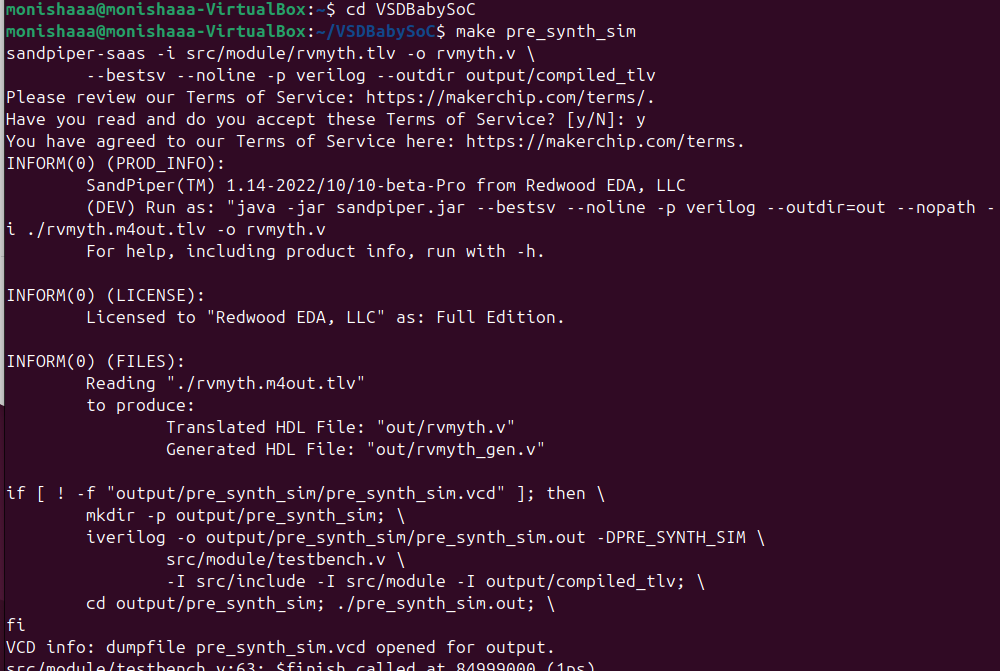 monishaaa@monishaaa-VirtualBox:~$ cd VSDBabySoC
monishaaa@monishaaa-VirtualBox:~/VSDBabySoC$ make pre_synth_sim
sandpiper-saas -i src/module/rvmyth.tlv -o rvmyth.v \
        --bestsv --noline -p verilog --outdir output/compiled_tlv
Please review our Terms of Service: https://makerchip.com/terms/.
Have you read and do you accept these Terms of Service? [y/N]: y
You have agreed to our Terms of Service here: https://makerchip.com/terms.
INFORM(0) (PROD_INFO):
        SandPiper(TM) 1.14-2022/10/10-beta-Pro from Redwood EDA, LLC
        (DEV) Run as: "java -jar sandpiper.jar --bestsv --noline -p verilog --outdir=out --nopath -
i ./rvmyth.m4out.tlv -o rvmyth.v
        For help, including product info, run with -h.

INFORM(0) (LICENSE):
        Licensed to "Redwood EDA, LLC" as: Full Edition.

INFORM(0) (FILES):
        Reading "./rvmyth.m4out.tlv"
        to produce:
                Translated HDL File: "out/rvmyth.v"
                Generated HDL File: "out/rvmyth_gen.v"

if [ ! -f "output/pre_synth_sim/pre_synth_sim.vcd" ]; then \
        mkdir -p output/pre_synth_sim; \
        iverilog -o output/pre_synth_sim/pre_synth_sim.out -DPRE_SYNTH_SIM \
                src/module/testbench.v \
                -I src/include -I src/module -I output/compiled_tlv; \
        cd output/pre_synth_sim; ./pre_synth_sim.out; \
fi
VCD info: dumpfile pre_synth_sim.vcd opened for output.
src/module/testbench.v:63: $finish called at 84999000 (1ps)